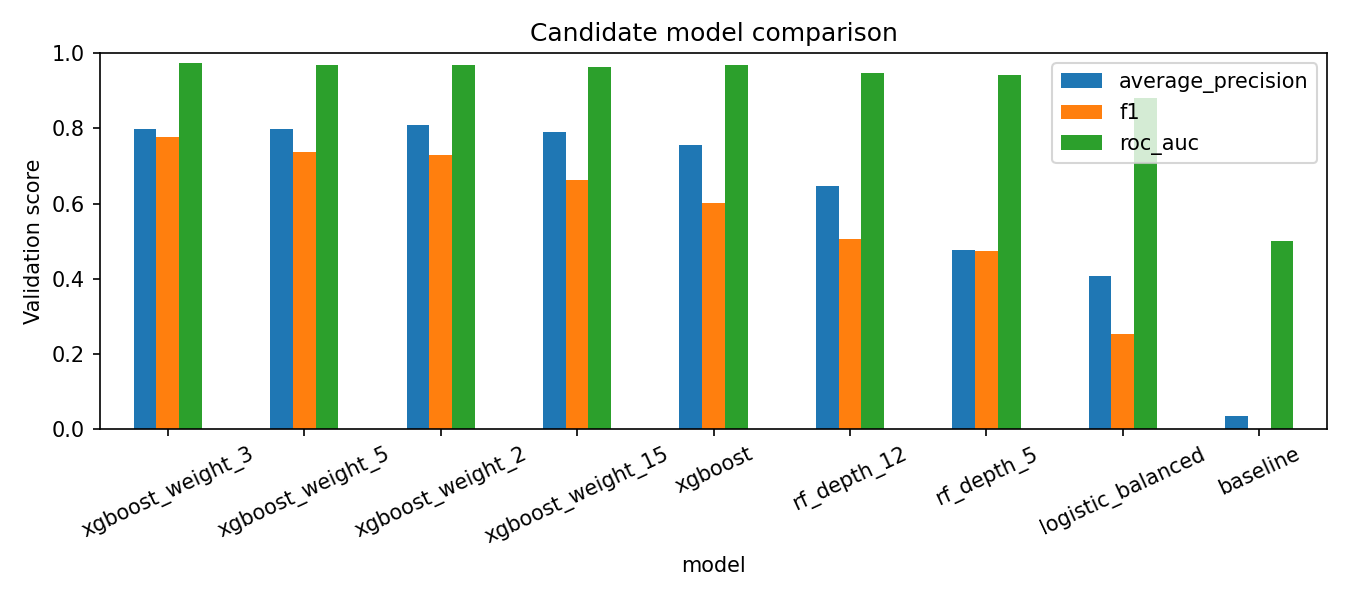 Candidate model comparison
1.0
0.8
0.6
0.4
0.2
0.0
Validation score
average_precision
f1
roc_auc
xgboost_weight_3
xgboost_weight_5
xgboost_weight_2
xgboost_weight_15
xgboost
rf_depth_12
rf_depth_5
logistic_balanced
baseline
model